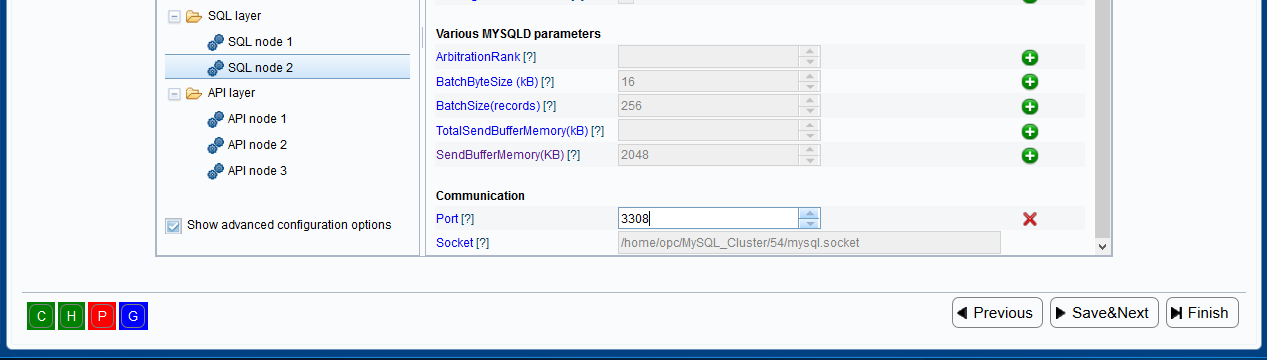 SQL layer
SQL node 1
SQL node 2
API layer
API node 1
API node 2
API node 3
Show advanced configuration options
Various MYSQLD parameters
ArbitrationRank [?]
BatchByteSize (kB) [?] 16
BatchSize(records) [?] 256
TotalSendBufferMemory(kB) [?]
SendBufferMemory(KB) [?] 2048
Communication
Port [?] 3308
Socket [?] /home/opc/MySQL_Cluster/54/mysql.socket
C H P G
Previous Save&Next Finish